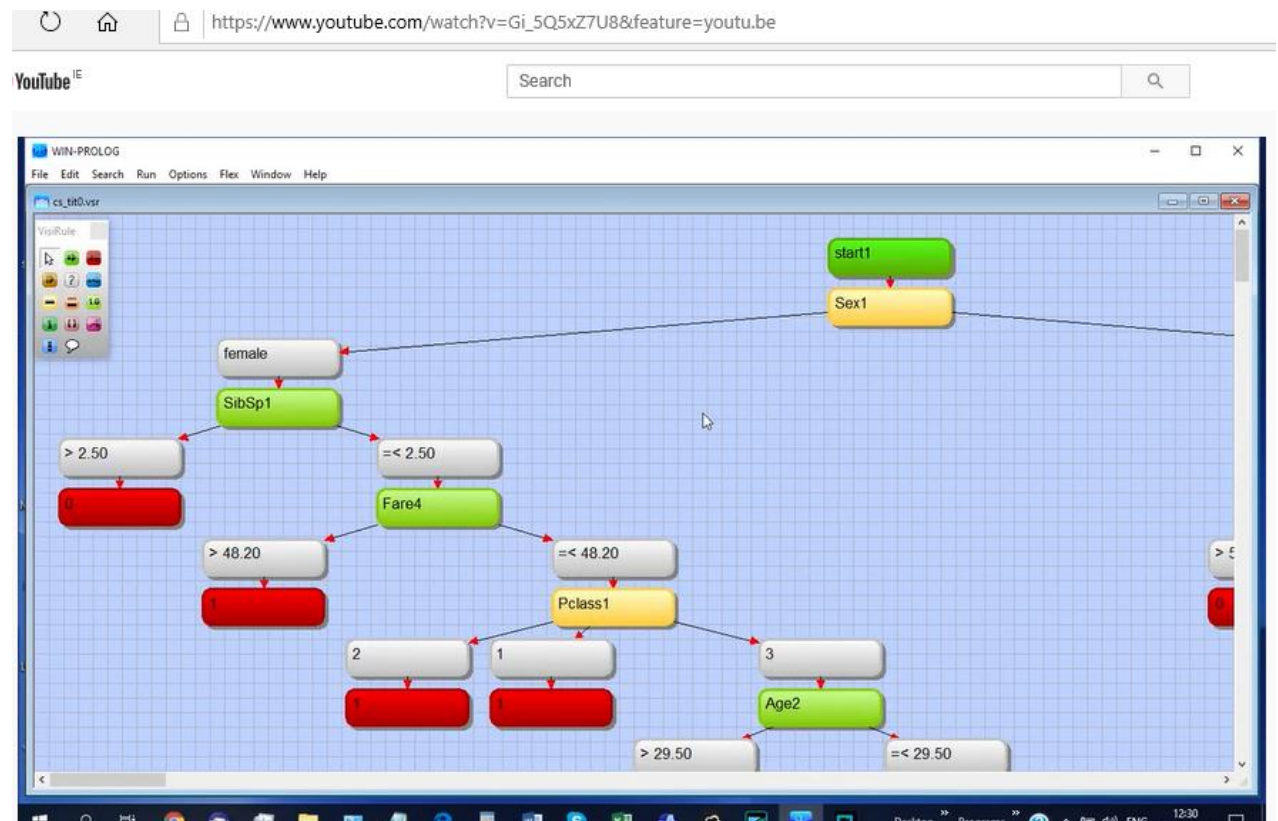 https://www.youtube.com/watch?v=Gi_5Q5xZ7U8&feature=youtu.be
YouTube IE
Search
WIN-PROLOG
File Edit Search Run Options Flex Window Help
cs_tit0.vsr
VisiRule
start1
Sex1
female
SibSp1
> 2.50
=< 2.50
0
Fare4
> 48.20
=< 48.20
> 5
1
Pclass1
0
2
1
3
1
1
Age2
> 29.50
=< 29.50
12:30